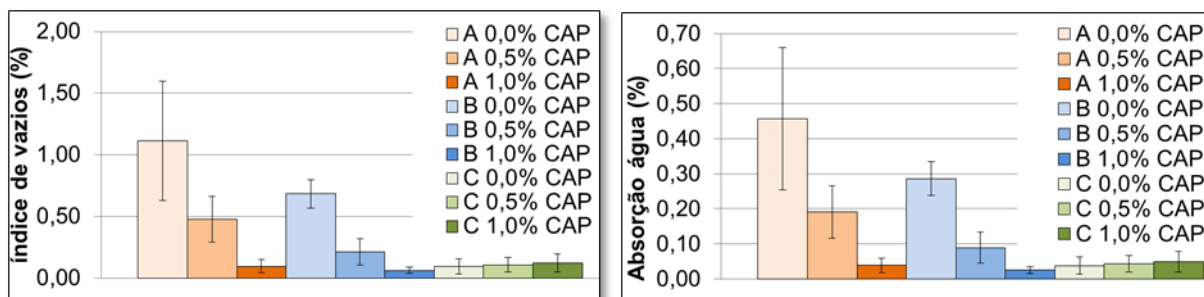 índice de vazios (%)
2,00
1,50
1,00
0,50
0,00
A 0,0% CAP
A 0,5% CAP
A 1,0% CAP
B 0,0% CAP
B 0,5% CAP
B 1,0% CAP
C 0,0% CAP
C 0,5% CAP
C 1,0% CAP
Absorção água (%)
0,70
0,60
0,50
0,40
0,30
0,20
0,10
0,00
A 0,0% CAP
A 0,5% CAP
A 1,0% CAP
B 0,0% CAP
B 0,5% CAP
B 1,0% CAP
C 0,0% CAP
C 0,5% CAP
C 1,0% CAP